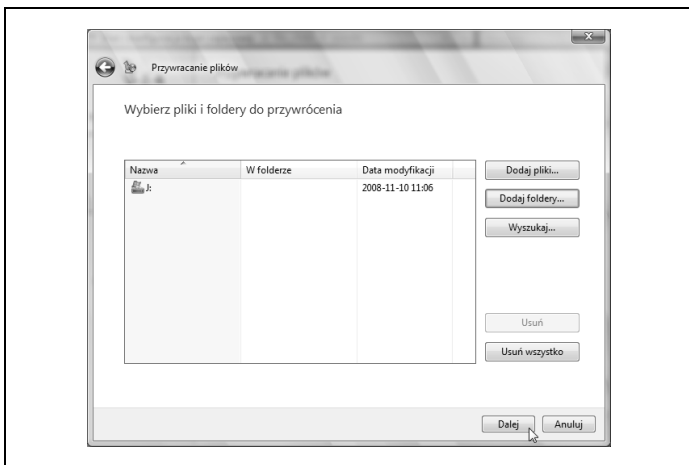 Przywracanie plików
Wybierz pliki i foldery do przywrócenia
Nazwa W folderze Data modyfikacji
J: 2008-11-10 11:06
Dodaj pliki...
Dodaj foldery...
Wyszukaj...
Usuń
Usuń wszystko
Dalej Anuluj